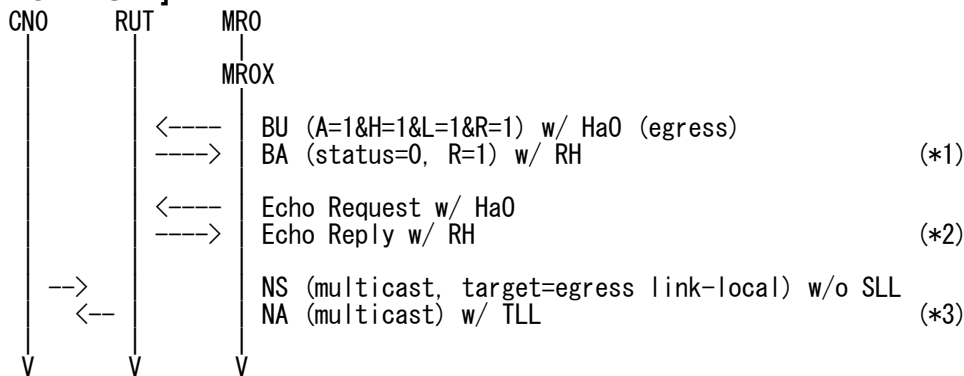 CN0 RUT MR0
MR0X
<---- BU (A=1&H=1&L=1&R=1) w/ HaO (egress)
----> BA (status=0, R=1) w/ RH (*1)
<---- Echo Request w/ HaO
----> Echo Reply w/ RH (*2)
--> NS (multicast, target=egress link-local) w/o SLL
<-- NA (multicast) w/ TLL (*3)
V V V